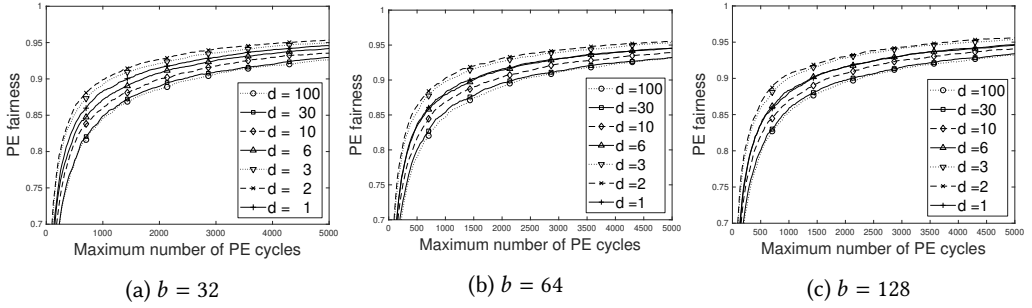 PE fairness
1
0.95
0.9
0.85
0.8
0.75
0.7
0 1000 2000 3000 4000 5000
Maximum number of PE cycles
d = 100
d = 30
d = 10
d = 6
d = 3
d = 2
d = 1
(a) b = 32
PE fairness
1
0.95
0.9
0.85
0.8
0.75
0.7
0 500 1000 1500 2000 2500 3000 3500 4000 4500 5000
Maximum number of PE cycles
d =100
d =30
d =10
d =6
d =3
d =2
d =1
(b) b = 64
PE fairness
1
0.95
0.9
0.85
0.8
0.75
0.7
0 500 1000 1500 2000 2500 3000 3500 4000 4500 5000
Maximum number of PE cycles
d =100
d =30
d =10
d =6
d =3
d =2
d =1
(c) b = 128